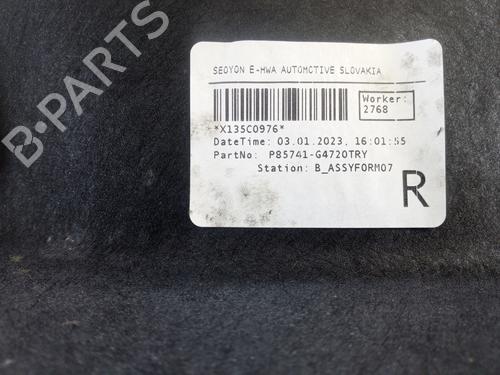 SEOYON E-HWA AUTOMCTIVE SLOVAKIA
Worker:
2768
*X135C0976*
DateTime: 03.01.2023, 16:01:55
PartNo: P85741-G4720TRY
Station: B_ASSYFORM07
R
B-PARTS